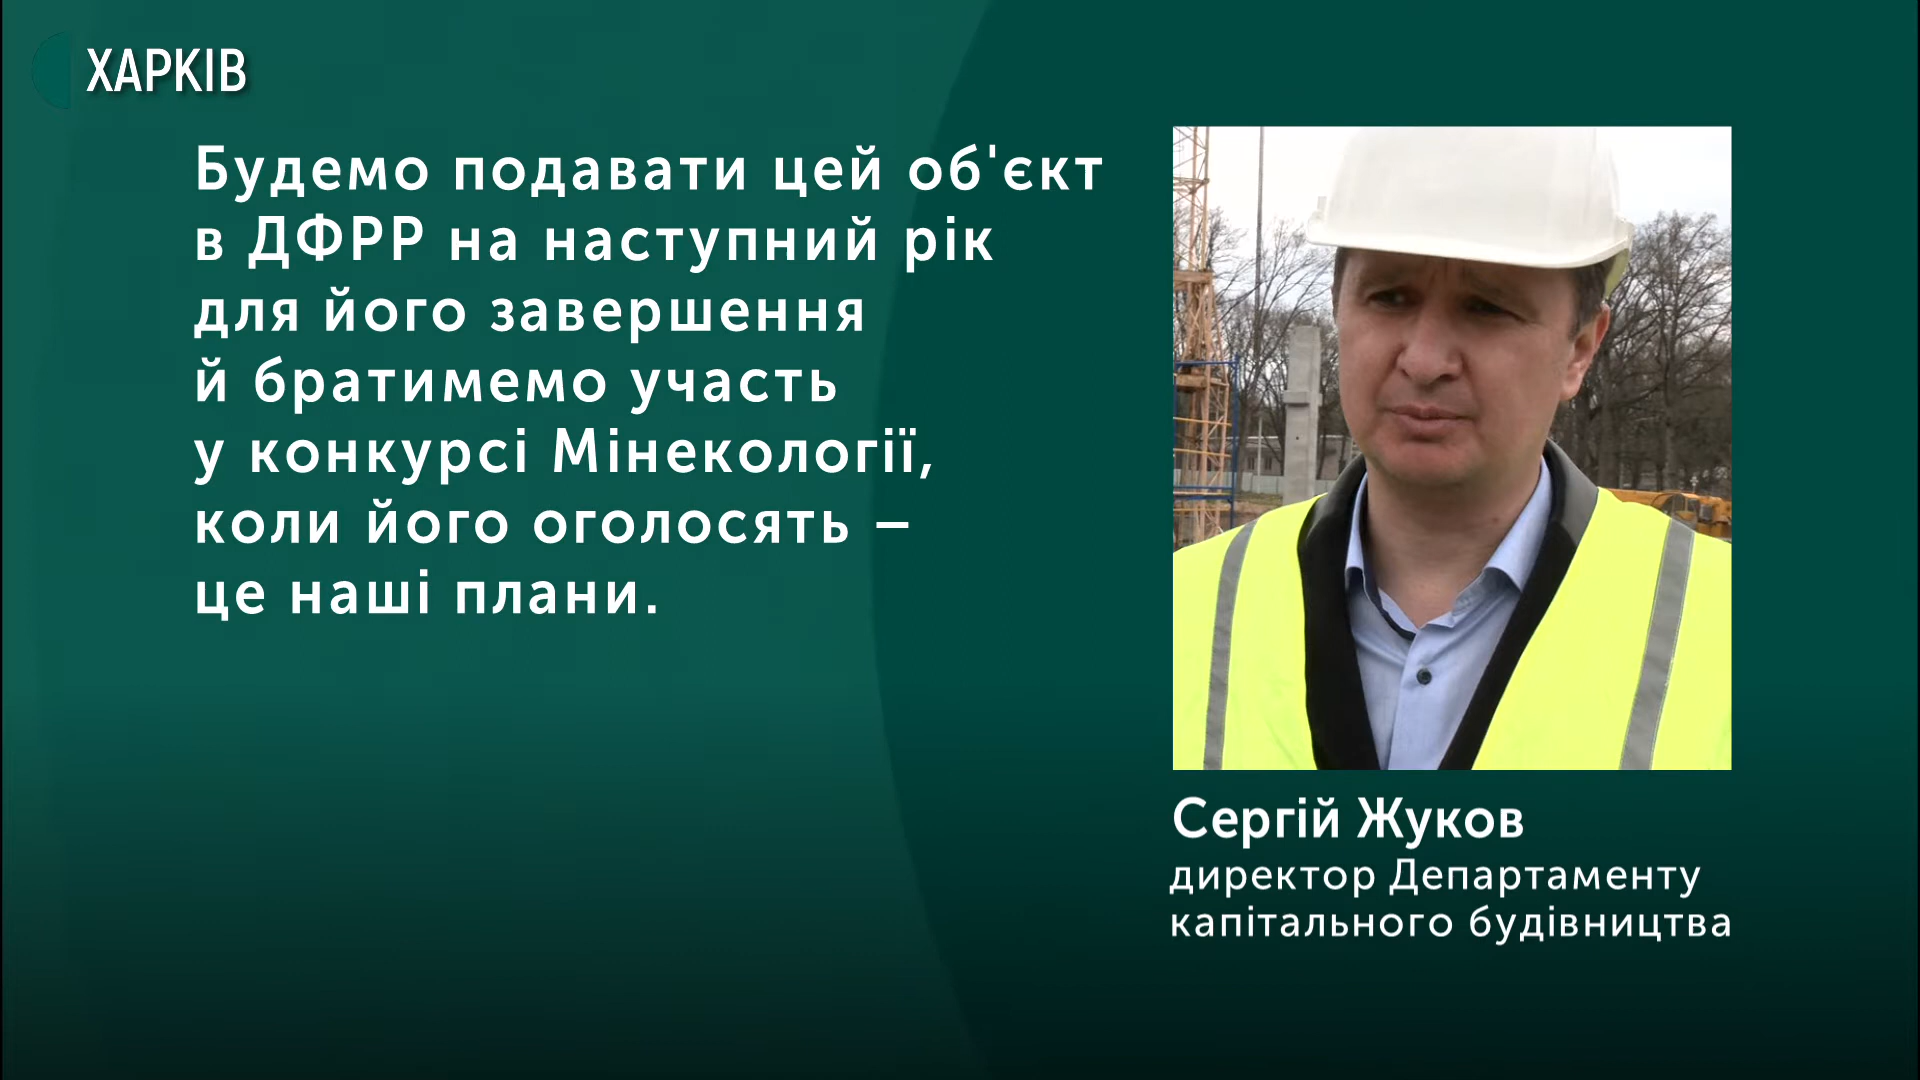 ХАРКІВ
Будемо подавати цей об'єкт
в ДФРР на наступний рік
для його завершення
й братимемо участь
у конкурсі Мінекології,
коли його оголосять –
це наші плани.
Сергій Жуков
директор Департаменту
капітального будівництва